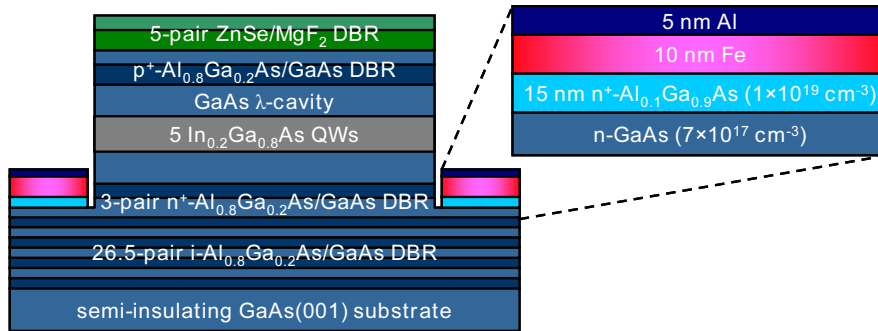 5-pair ZnSe/MgF₂ DBR
p⁺-Al₀.₈Ga₀.₂As/GaAs DBR
GaAs λ-cavity
5 In₀.₂Ga₀.₈As QWs
3-pair n⁺-Al₀.₈Ga₀.₂As/GaAs DBR
26.5-pair i-Al₀.₈Ga₀.₂As/GaAs DBR
semi-insulating GaAs(001) substrate
5 nm Al
10 nm Fe
15 nm n⁺-Al₀.₁Ga₀.₉As (1×10¹⁹ cm⁻³)
n-GaAs (7×10¹⁷ cm⁻³)